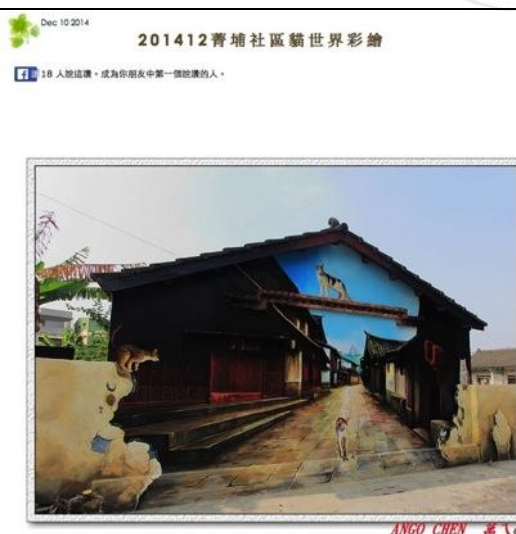 Dec 10 2014
201412菁埔社區貓世界彩繪
18 人說這讚。成為你朋友中第一個說讚的人。
ANGO CHEN